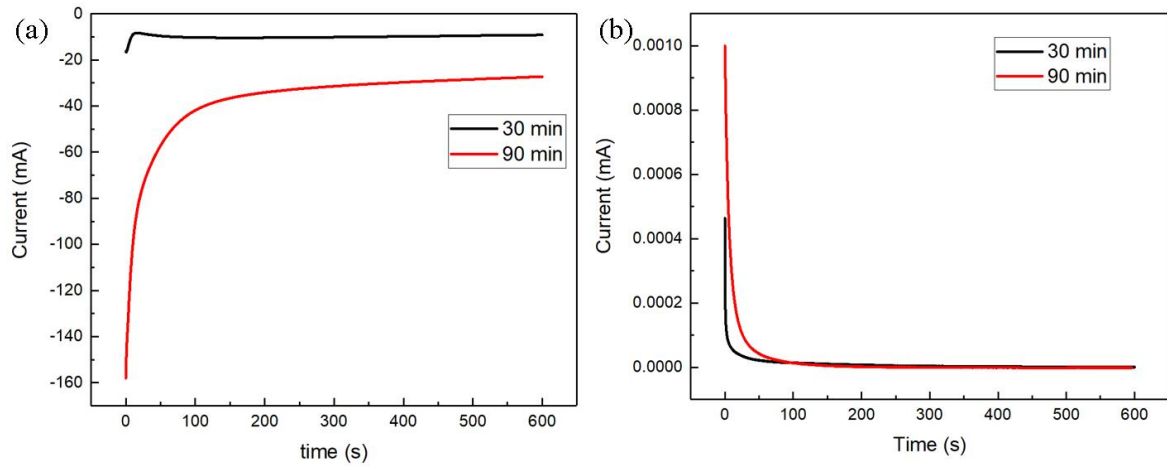 (a)
Current (mA)
0
-20
-40
-60
-80
-100
-120
-140
-160
0 100 200 300 400 500 600
time (s)
30 min
90 min
(b)
Current (mA)
0.0010
0.0008
0.0006
0.0004
0.0002
0.0000
0 100 200 300 400 500 600
Time (s)
30 min
90 min